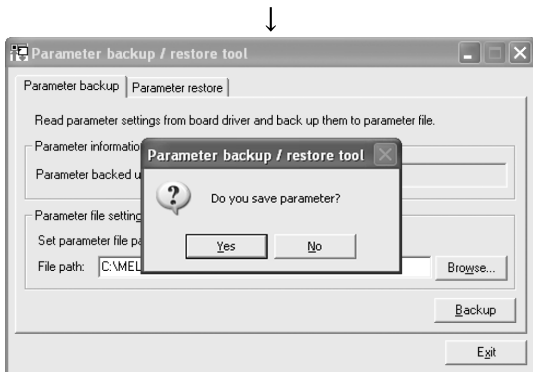 ↓
Parameter backup / restore tool
Parameter backup Parameter restore
Read parameter settings from board driver and back up them to parameter file.
Parameter informatio
Parameter backup / restore tool
Parameter backed u
Do you save parameter?
Parameter file setting
Set parameter file pa
Yes No
File path: C:\MEL Browse...
Backup
Exit